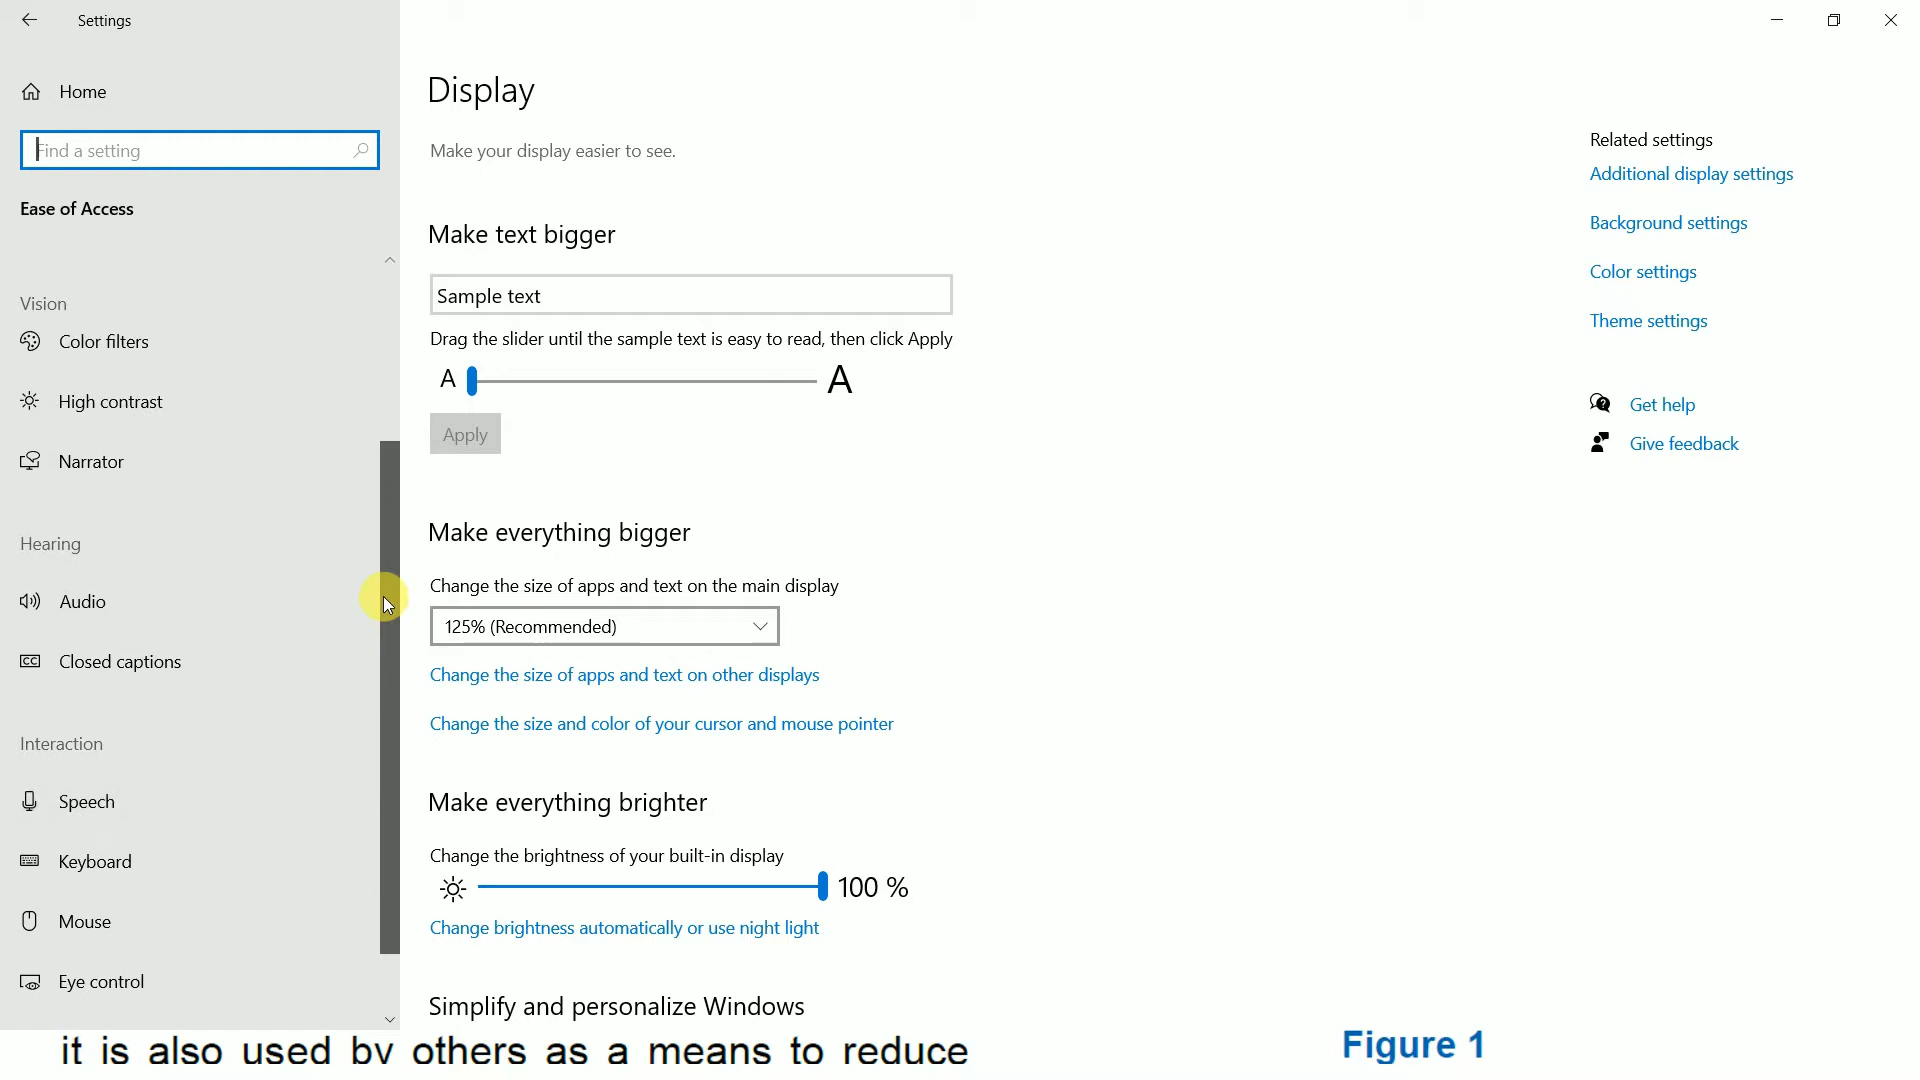 Settings
Home
Find a setting
Ease of Access
Vision
Color filters
High contrast
Narrator
Hearing
Audio
Closed captions
Interaction
Speech
Keyboard
Mouse
Eye control
Display
Make your display easier to see.
Make text bigger
Sample text
Drag the slider until the sample text is easy to read, then click Apply
A A
Apply
Make everything bigger
Change the size of apps and text on the main display
125% (Recommended)
Change the size of apps and text on other displays
Change the size and color of your cursor and mouse pointer
Make everything brighter
Change the brightness of your built-in display
100 %
Change brightness automatically or use night light
Simplify and personalize Windows
Related settings
Additional display settings
Background settings
Color settings
Theme settings
Get help
Give feedback
it is also used by others as a means to reduce
Figure 1